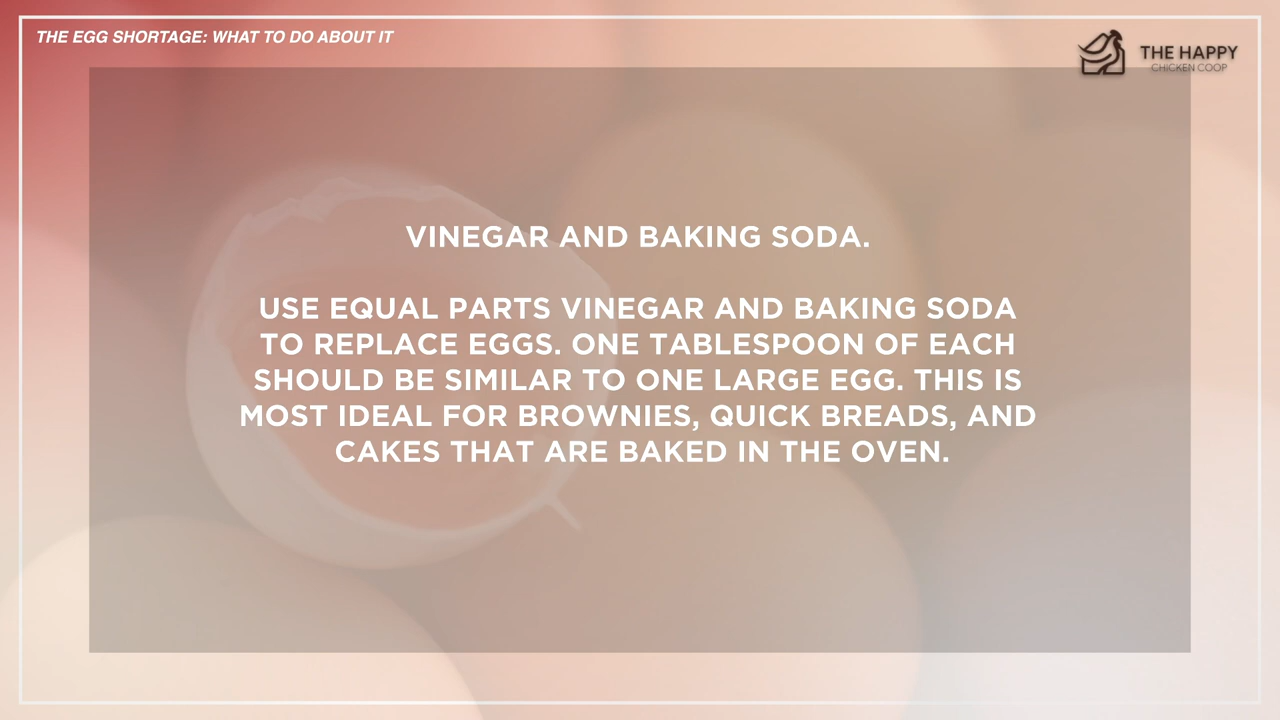 THE EGG SHORTAGE: WHAT TO DO ABOUT IT
THE HAPPY
CHICKEN COOP
VINEGAR AND BAKING SODA.
USE EQUAL PARTS VINEGAR AND BAKING SODA
TO REPLACE EGGS. ONE TABLESPOON OF EACH
SHOULD BE SIMILAR TO ONE LARGE EGG. THIS IS
MOST IDEAL FOR BROWNIES, QUICK BREADS, AND
CAKES THAT ARE BAKED IN THE OVEN.